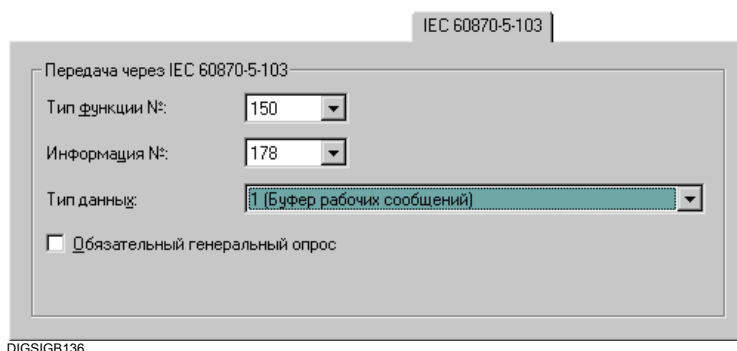 IEC 60870-5-103
Передача через IEC 60870-5-103
Тип функции №: 150
Информация №: 178
Тип данных: 1 (Буфер рабочих сообщений)
Обязательный генеральный опрос
DIGSIGB136